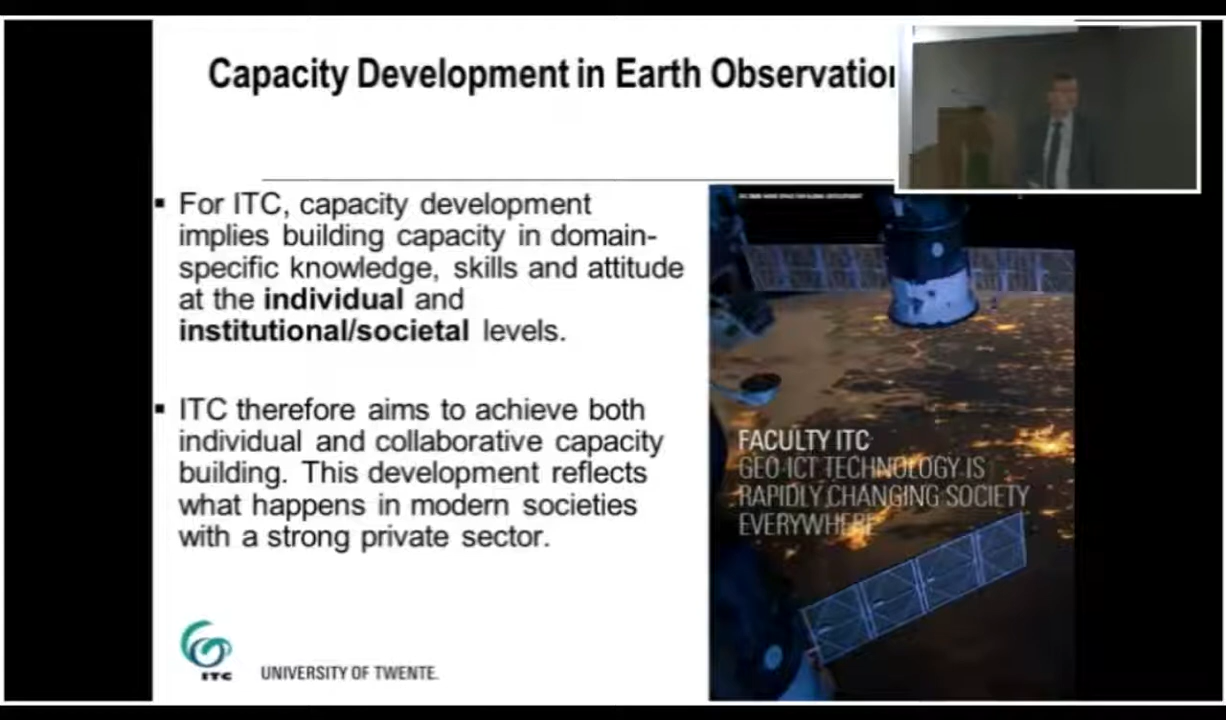 Capacity Development in Earth Observation
▪ For ITC, capacity development
implies building capacity in domain-
specific knowledge, skills and attitude
at the individual and
institutional/societal levels.
▪ ITC therefore aims to achieve both
individual and collaborative capacity
building. This development reflects
what happens in modern societies
with a strong private sector.
FACULTY ITC
GEO-ICT TECHNOLOGY IS
RAPIDLY CHANGING SOCIETY
EVERYWHERE
ITC
UNIVERSITY OF TWENTE.